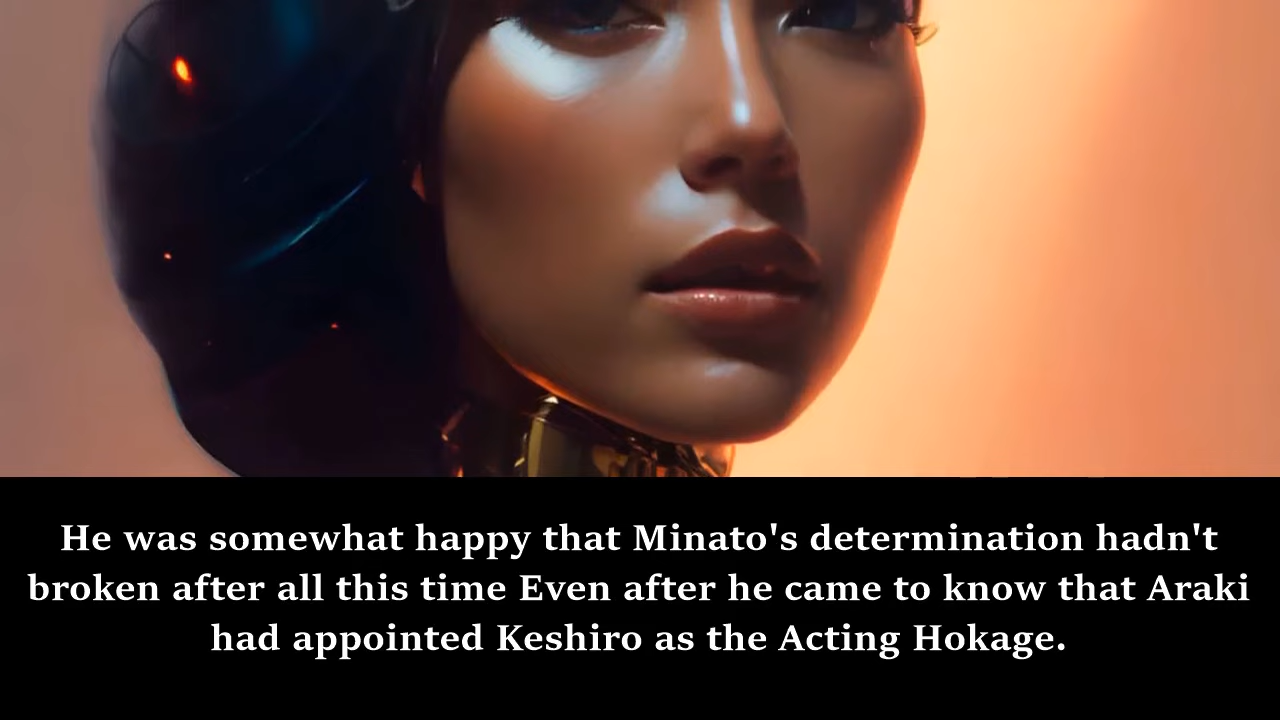 He was somewhat happy that Minato's determination hadn't
broken after all this time Even after he came to know that Araki
had appointed Keshiro as the Acting Hokage.